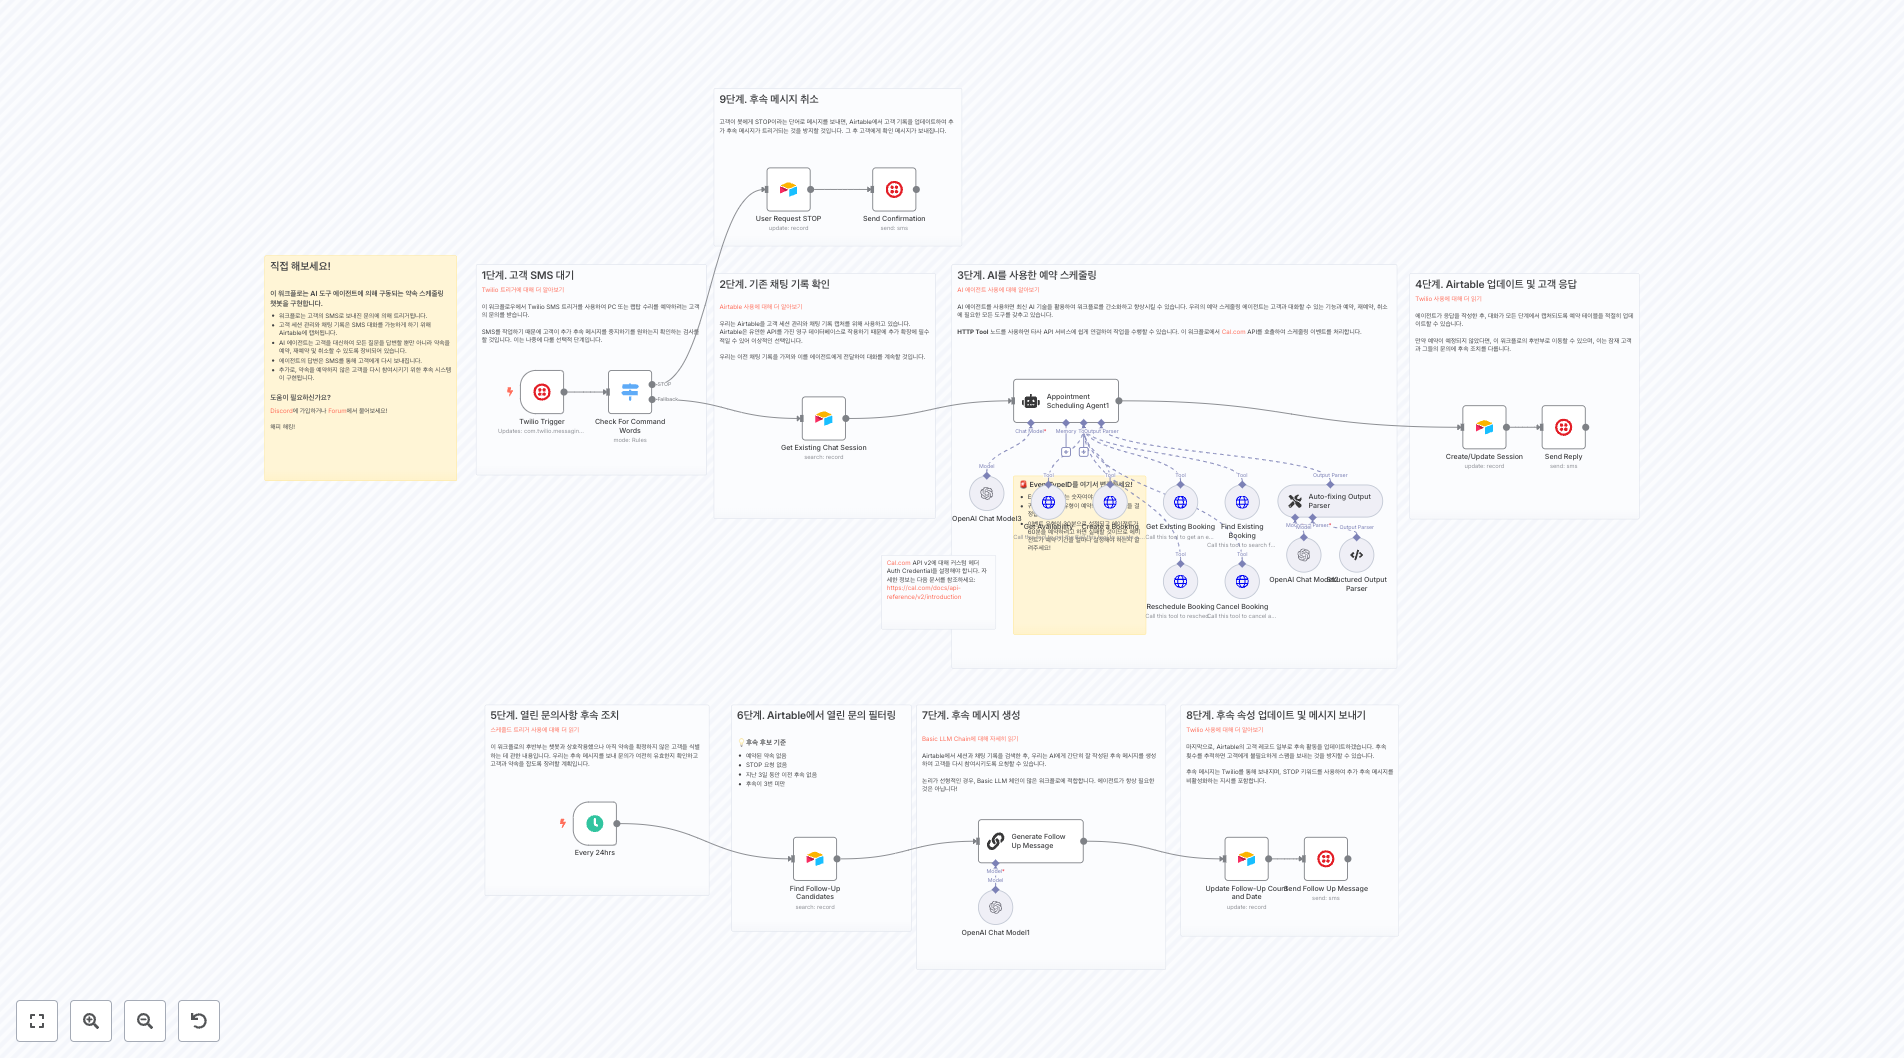 9단계. 후속 메시지 취소
고객이 봇에게 STOP이라는 단어로 메시지를 보내면, Airtable에서 고객 기록을 업데이트하여 추
가 후속 메시지가 트리거되는 것을 방지할 것입니다. 그 후 고객에게 확인 메시지가 보내집니다.
User Request STOP
update: record
Send Confirmation
send: sms
직접 해보세요!
이 워크플로는 AI 도구 에이전트에 의해 구동되는 약속 스케줄링
챗봇을 구현합니다.
워크플로는 고객의 SMS로 보내진 문의에 의해 트리거됩니다.
고객 세션 관리와 채팅 기록은 SMS 대화를 가능하게 하기 위해
Airtable에 캡처됩니다.
AI 에이전트는 고객을 대신하여 모든 질문을 답변할 뿐만 아니라 약속을
예약, 재예약 및 취소할 수 있도록 장비되어 있습니다.
에이전트의 답변은 SMS를 통해 고객에게 다시 보내집니다.
추가로, 약속을 예약하지 않은 고객을 다시 참여시키기 위한 후속 시스템
이 구현됩니다.
도움이 필요하신가요?
Discord에 가입하거나 Forum에서 물어보세요!
해피 해킹!
1단계. 고객 SMS 대기
Twilio 트리거에 대해 더 알아보기
이 워크플로우에서 Twilio SMS 트리거를 사용하여 PC 또는 랩탑 수리를 예약하려는 고객
의 문의를 받습니다.
SMS를 작업하기 때문에 고객이 추가 후속 메시지를 중지하기를 원하는지 확인하는 검사를
할 것입니다. 이는 나중에 다룰 선택적 단계입니다.
STOP
Fallback
Twilio Trigger
Updates: com.twilio.messagin...
Check For Command
Words
mode: Rules
2단계. 기존 채팅 기록 확인
Airtable 사용에 대해 더 알아보기
우리는 Airtable을 고객 세션 관리와 채팅 기록 캡처를 위해 사용하고 있습니다.
Airtable은 유연한 API를 가진 영구 데이터베이스로 작용하기 때문에 추가 확장에 필수
적일 수 있어 이상적인 선택입니다.
우리는 이전 채팅 기록을 가져와 이를 에이전트에게 전달하여 대화를 계속할 것입니다.
Get Existing Chat Session
search: record
3단계. AI를 사용한 예약 스케줄링
AI 에이전트 사용에 대해 알아보기
AI 에이전트를 사용하면 최신 AI 기술을 활용하여 워크플로를 간소화하고 향상시킬 수 있습니다. 우리의 예약 스케줄링 에이전트는 고객과 대화할 수 있는 기능과 예약, 재예약, 취소
에 필요한 모든 도구를 갖추고 있습니다.
HTTP Tool 노드를 사용하면 타사 API 서비스에 쉽게 연결하여 작업을 수행할 수 있습니다. 이 워크플로에서 Cal.com API를 호출하여 스케줄링 이벤트를 처리합니다.
Appointment
Scheduling Agent1
Chat Model*
Memory
Output Parser
Model
Tool
Tool
Tool
Tool
Output Parser
OpenAI Chat Model3
Get Availability
Create a Booking
Get Existing Booking
Call this tool to get an e...
Find Existing
Booking
Call this tool to search f...
Auto-fixing Output
Parser
Output Parser
Tool
Tool
Reschedule Booking
Call this tool to resched
Cancel Booking
Call this tool to cancel a...
OpenAI Chat
Structured Output
Parser
Cal.com API v2에 대해 커스텀 헤더
Auth Credential을 설정해야 합니다. 자
세한 정보는 다음 문서를 참조하세요:
https://cal.com/docs/api-
reference/v2/introduction
4단계. Airtable 업데이트 및 고객 응답
Twilio 사용에 대해 더 읽기
에이전트가 응답을 작성한 후, 대화가 모든 단계에서 캡처되도록 예약 테이블을 적절히 업데
이트할 수 있습니다.
만약 예약이 예정되지 않았다면, 이 워크플로의 후반부로 이동할 수 있으며, 이는 잠재 고객
과 그들의 문의에 후속 조치를 다룹니다.
Create/Update Session
update: record
Send Reply
send: sms
5단계. 열린 문의사항 후속 조치
스케줄드 트리거 사용에 대해 더 읽기
이 워크플로의 후반부는 챗봇과 상호작용했으나 아직 약속을 확정하지 않은 고객을 식별
하는 데 관한 내용입니다. 우리는 후속 메시지를 보내 문의가 여전히 유효한지 확인하고
고객과 약속을 잡도록 장려할 계획입니다.
Every 24hrs
6단계. Airtable에서 열린 문의 필터링
💡후속 후보 기준
예약된 약속 없음
STOP 요청 없음
지난 3일 동안 이전 후속 없음
후속이 3번 미만
Find Follow-Up
Candidates
search: record
7단계. 후속 메시지 생성
Basic LLM Chain에 대해 자세히 읽기
Airtable에서 세션과 채팅 기록을 검색한 후, 우리는 AI에게 간단히 잘 작성된 후속 메시지를 생성
하여 고객을 다시 참여시키도록 요청할 수 있습니다.
논리가 선형적인 경우, Basic LLM 체인이 많은 워크플로에 적합합니다. 에이전트가 항상 필요한
것은 아닙니다!
Generate Follow
Up Message
Model*
Model
OpenAI Chat Model1
8단계. 후속 속성 업데이트 및 메시지 보내기
Twilio 사용에 대해 더 알아보기
마지막으로, Airtable의 고객 레코드 일부로 후속 활동을 업데이트하겠습니다. 후속
횟수를 추적하면 고객에게 불필요하게 스팸을 보내는 것을 방지할 수 있습니다.
후속 메시지는 Twilio를 통해 보내지며, STOP 키워드를 사용하여 추가 후속 메시지를
비활성화하는 지시를 포함합니다.
Update Follow-Up Count
and Date
update: record
Send Follow Up Message
send: sms